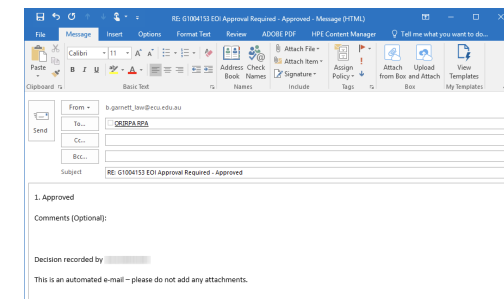 RE: G1004153 EOI Approval Required - Approved - Message (HTML)
File Message Insert Options Format Text Review ADOBE PDF HPE Content Manager Tell me what you want to do...
Paste
Calibri 11 A A
B I U
Address Book
Check Names
Attach File
Attach Item
Signature
Assign Policy
Attach from Box
Upload and Attach
View Templates
Clipboard Basic Text Names Include Tags Box My Templates
Send
From b.garnett_law@ecu.edu.au
To... ORIRPA RPA
Cc...
Bcc...
Subject RE: G1004153 EOI Approval Required - Approved
1. Approved
Comments (Optional):
Decision recorded by
This is an automated e-mail – please do not add any attachments.